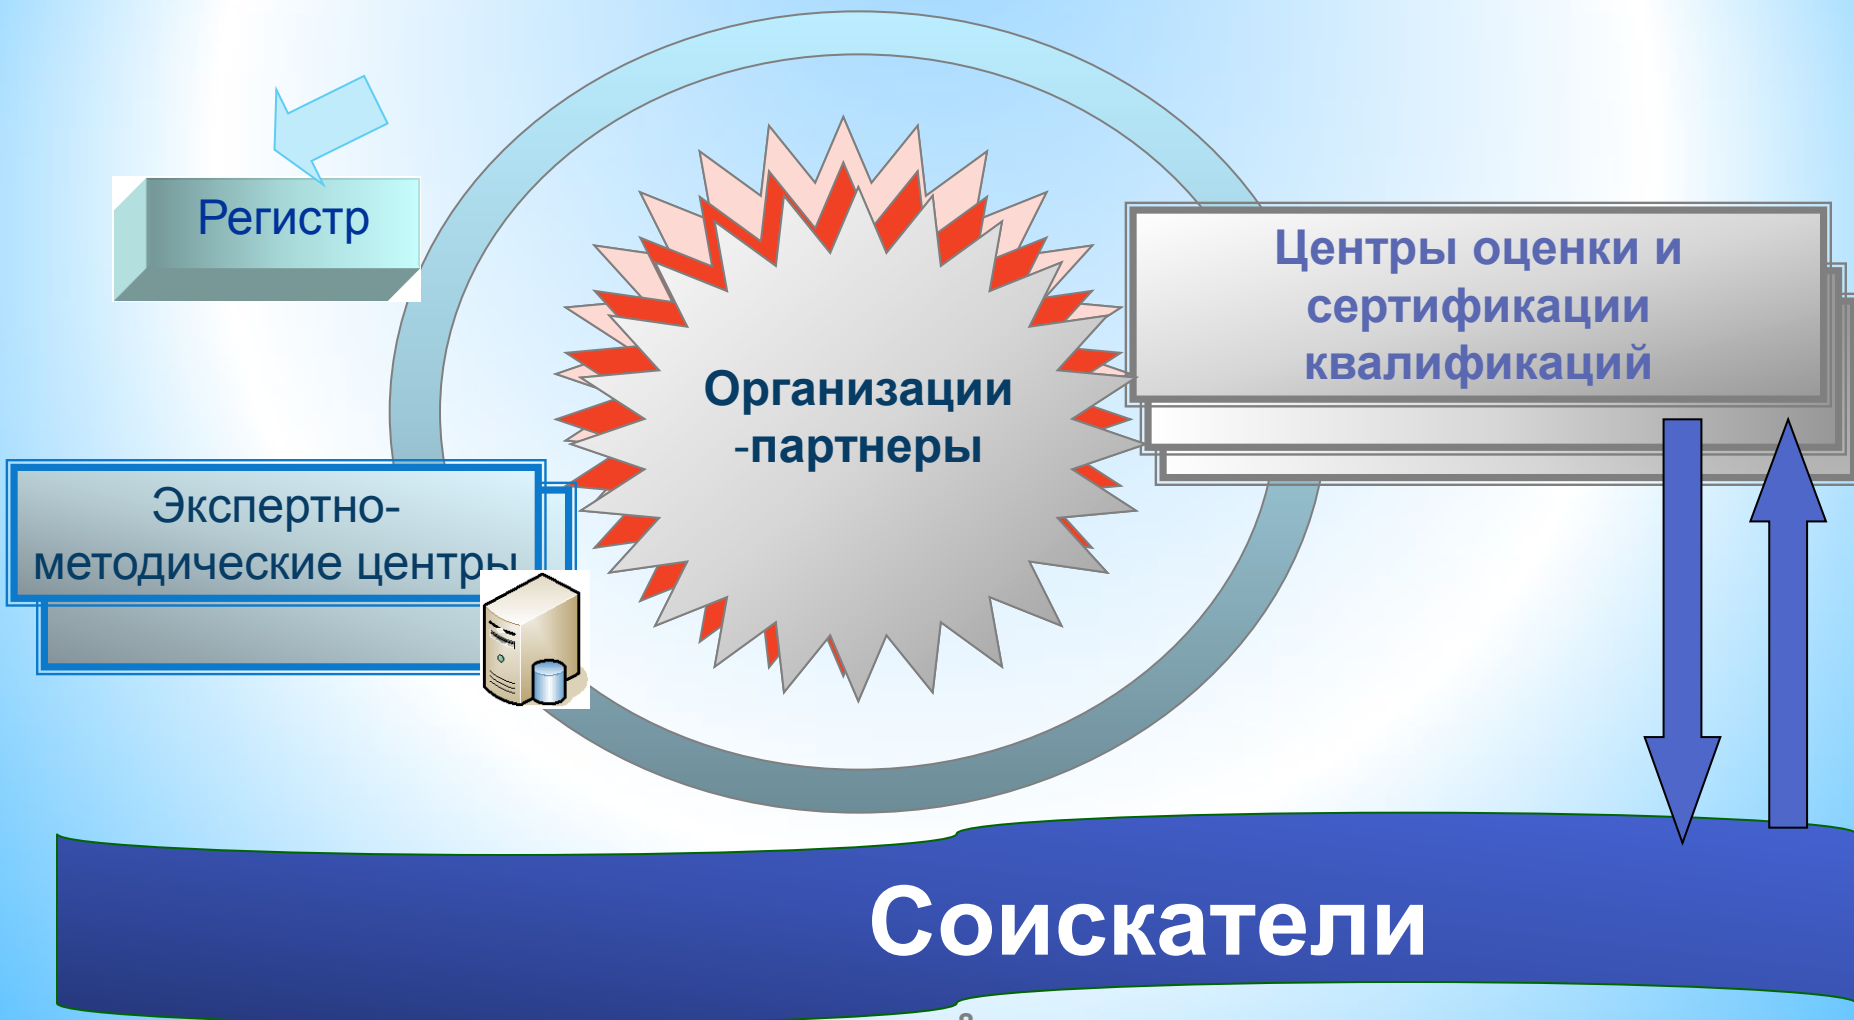 Регистр
Центры оценки и
сертификации
квалификаций
Организации
-партнеры
Экспертно-
методические центры
Соискатели